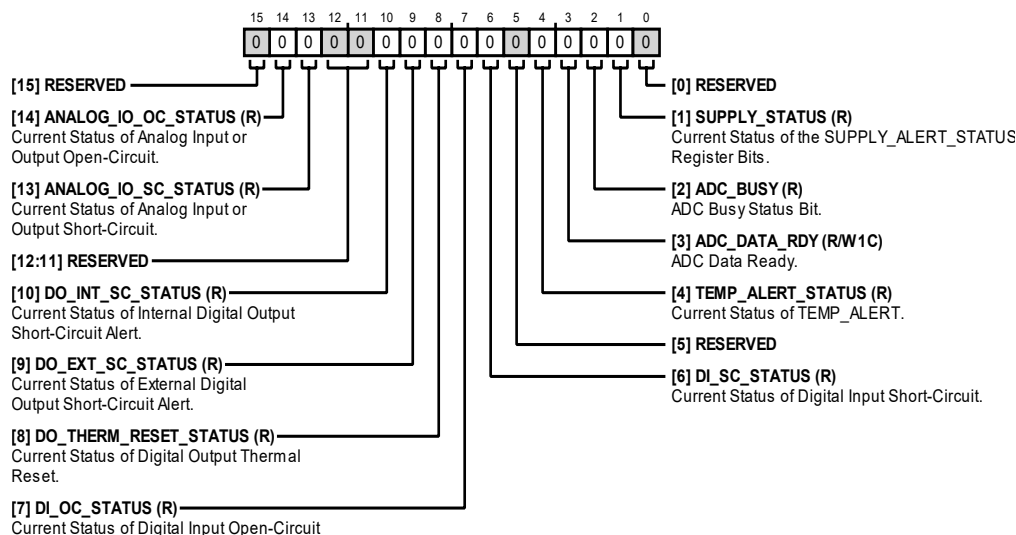 15 14 13 12 11 10 9 8 7 6 5 4 3 2 1 0
0 0 0 0 0 0 0 0 0 0 0 0 0 0 0 0
[15] RESERVED
[14] ANALOG_IO_OC_STATUS (R)
Current Status of Analog Input or
Output Open-Circuit.
[13] ANALOG_IO_SC_STATUS (R)
Current Status of Analog Input or
Output Short-Circuit.
[12:11] RESERVED
[10] DO_INT_SC_STATUS (R)
Current Status of Internal Digital Output
Short-Circuit Alert.
[9] DO_EXT_SC_STATUS (R)
Current Status of External Digital
Output Short-Circuit Alert.
[8] DO_THERM_RESET_STATUS (R)
Current Status of Digital Output Thermal
Reset.
[7] DI_OC_STATUS (R)
Current Status of Digital Input Open-Circuit
[0] RESERVED
[1] SUPPLY_STATUS (R)
Current Status of the SUPPLY_ALERT_STATUS
Register Bits.
[2] ADC_BUSY (R)
ADC Busy Status Bit.
[3] ADC_DATA_RDY (R/W1C)
ADC Data Ready.
[4] TEMP_ALERT_STATUS (R)
Current Status of TEMP_ALERT.
[5] RESERVED
[6] DI_SC_STATUS (R)
Current Status of Digital Input Short-Circuit.